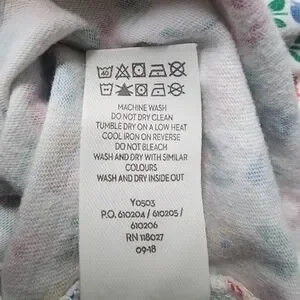 40
MACHINE WASH
DO NOT DRY CLEAN
TUMBLE DRY ON A LOW HEAT
COOL IRON ON REVERSE
DO NOT BLEACH
WASH AND DRY WITH SIMILAR
COLOURS
WASH AND DRY INSIDE OUT
Y0503
P.O. 610204 / 610205 /
610206
RN 118027
09-18